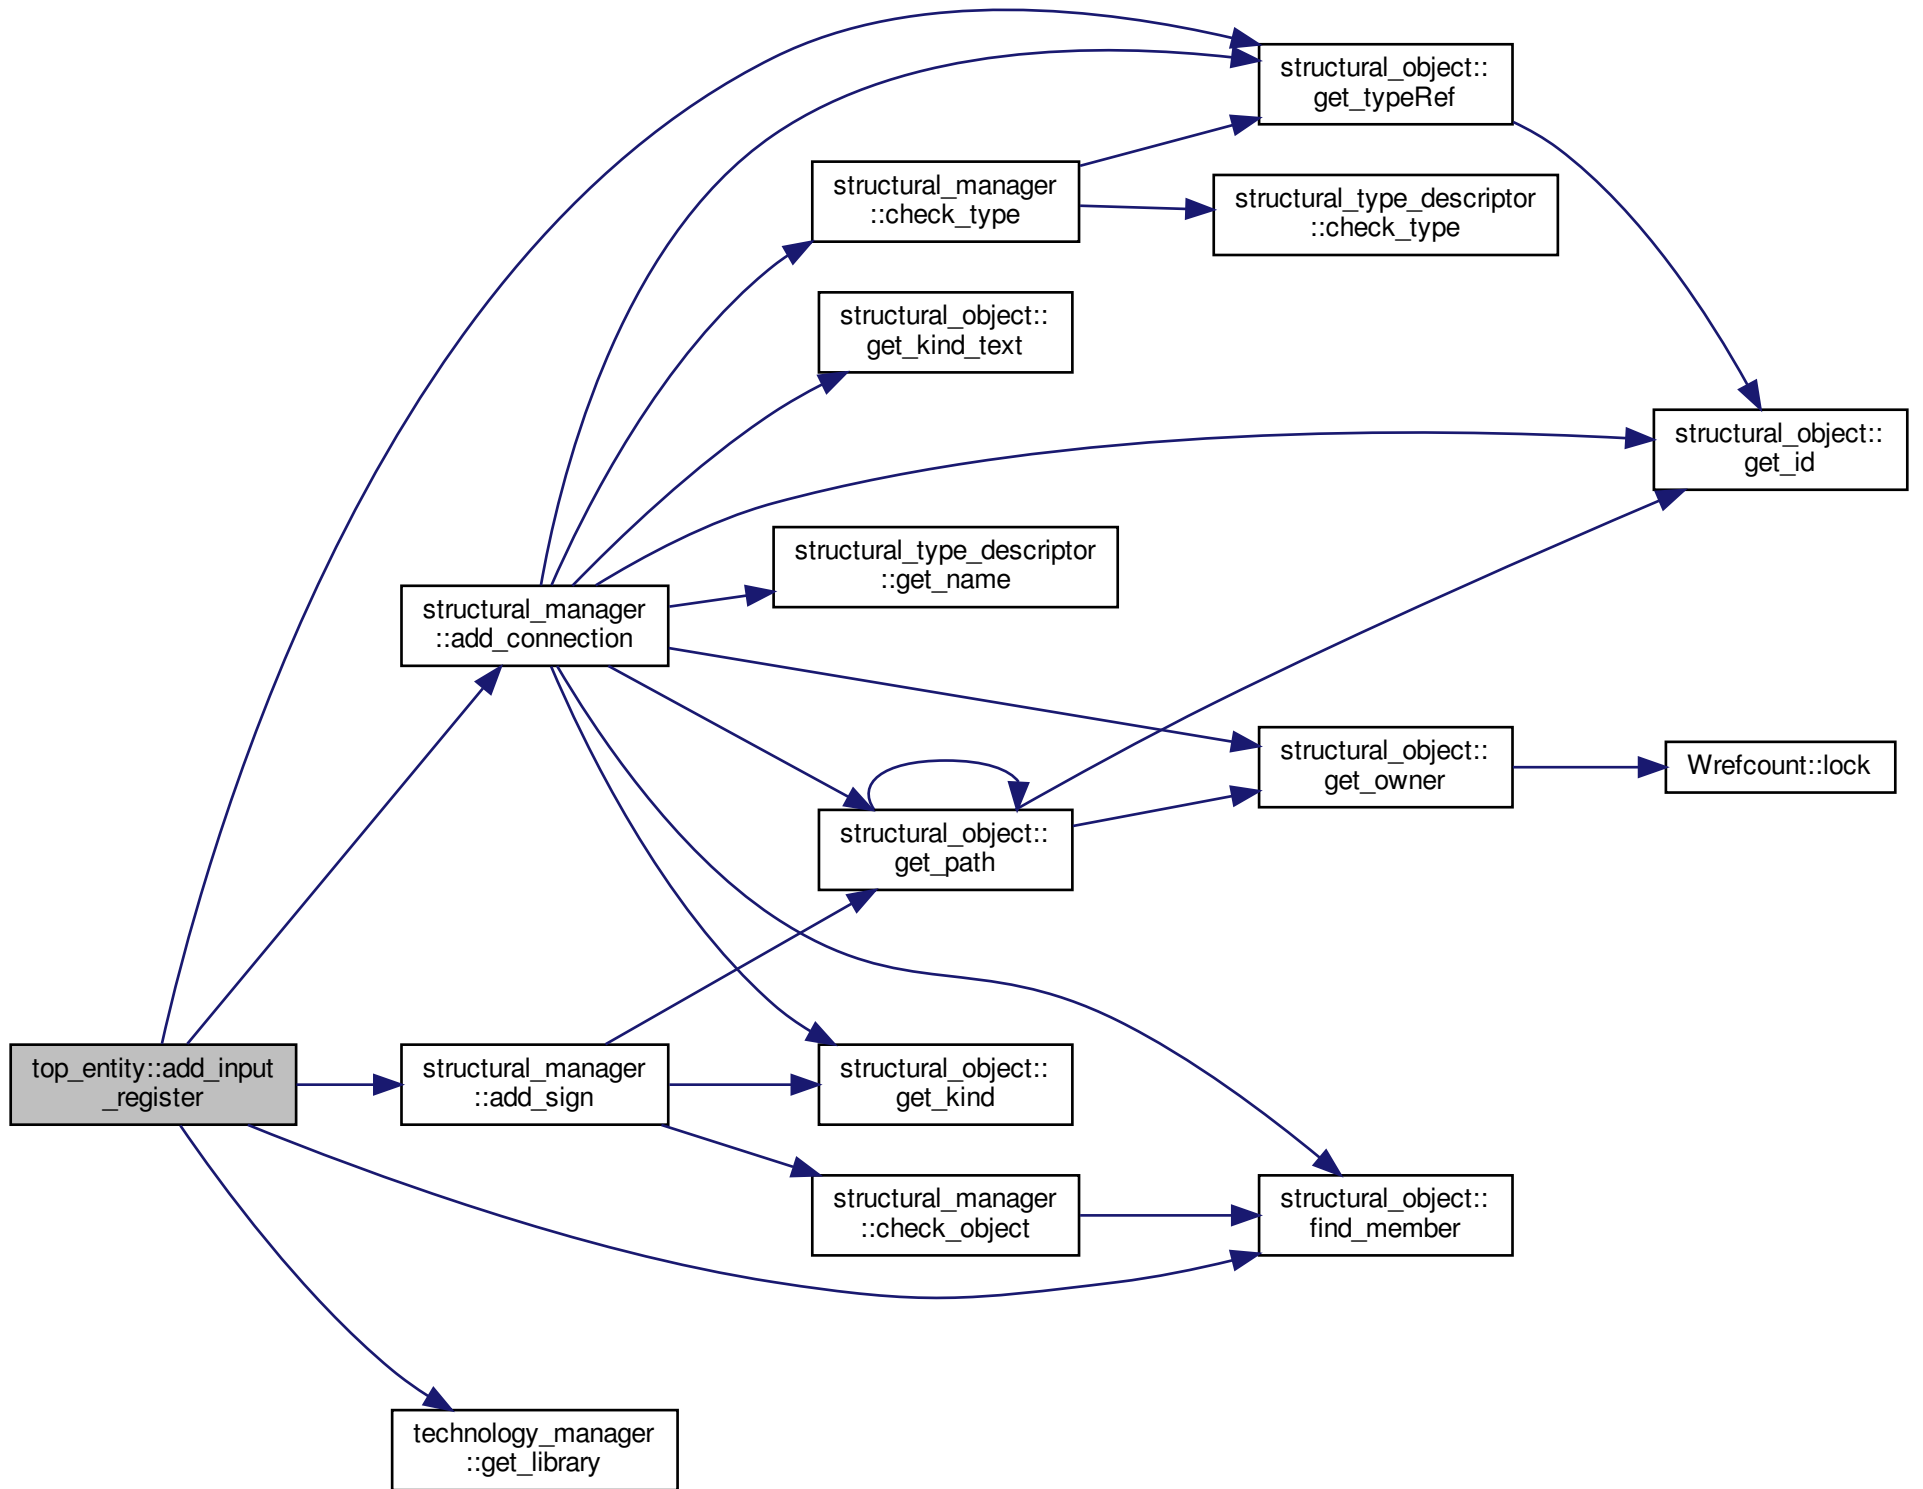 structural_object::
get_typeRef
structural_manager
::check_type
structural_type_descriptor
::check_type
structural_object::
get_kind_text
structural_object::
get_id
structural_type_descriptor
::get_name
structural_manager
::add_connection
structural_object::
get_owner
Wrefcount::lock
structural_object::
get_path
top_entity::add_input
_register
structural_manager
::add_sign
structural_object::
get_kind
structural_manager
::check_object
structural_object::
find_member
technology_manager
::get_library